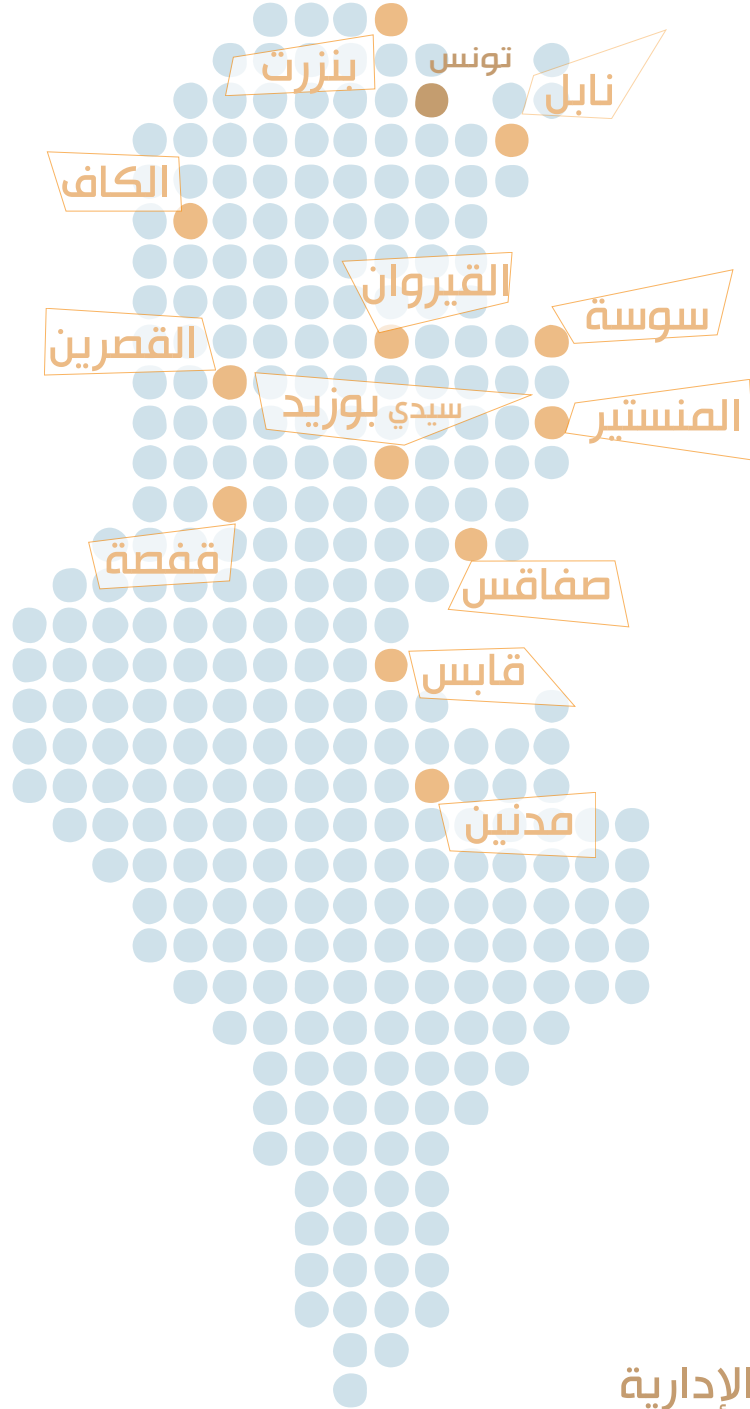 تونس
بنزرت
نابل
الكاف
القيروان
سوسة
القصرين
سيدي بوزيد
المنستير
قفصة
صفاقس
قابس
مدنين
الإدارية